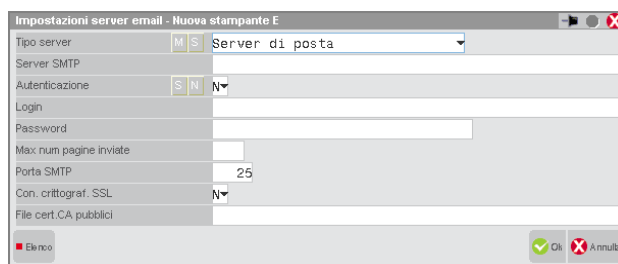 Impostazioni server email - Nuova stampante E
Tipo server M S Server di posta
Server SMTP
Autenticazione S N N
Login
Password
Max num pagine inviate
Porta SMTP 25
Con. crittograf. SSL N
File cert.CA pubblici
Elenco Ok Annulla